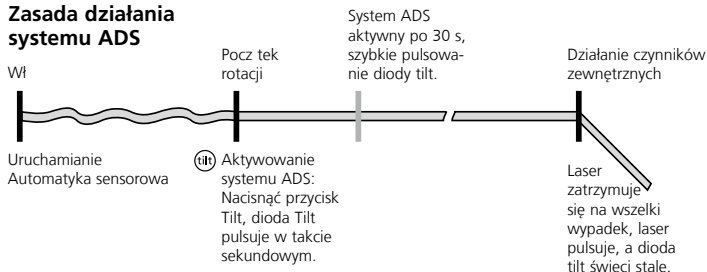 Zasada działania
systemu ADS
Wł
Uruchamianie
Automatyka sensorowa
Pocz tek
rotacji
tilt
Aktywowanie
systemu ADS:
Nacisnąć przycisk
Tilt, dioda Tilt
pulsuje w takcie
sekundowym.
System ADS
aktywny po 30 s,
szybkie pulsowa-
nie diody tilt.
Działanie czynników
zewnętrznych
Laser
zatrzymuje
się na wszelki
wypadek, laser
pulsuje, a dioda
tilt świeci stale.